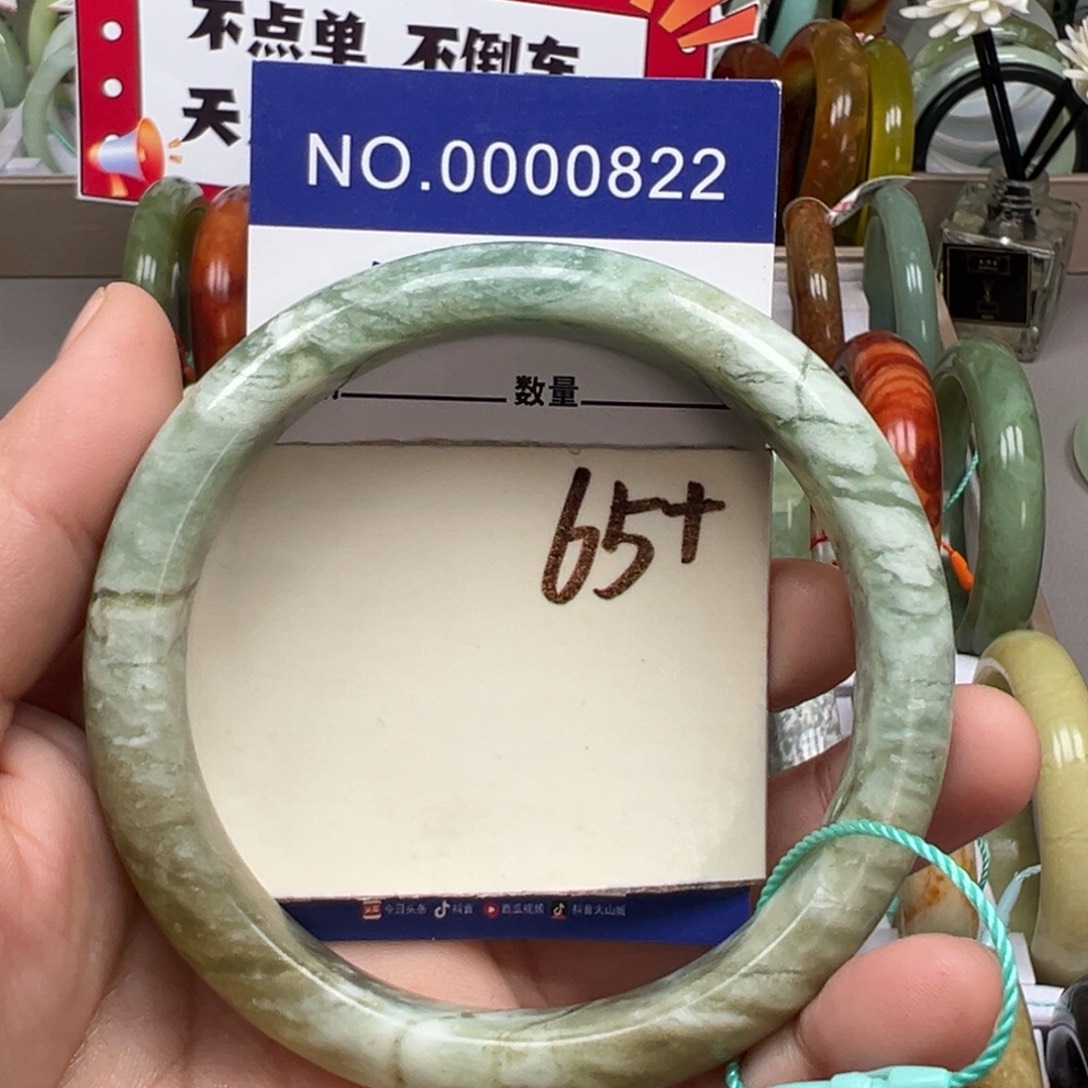 不点单 不倒车
天
NO.0000822
数量
65+
今日头条 抖音 西瓜视频 抖音火山版